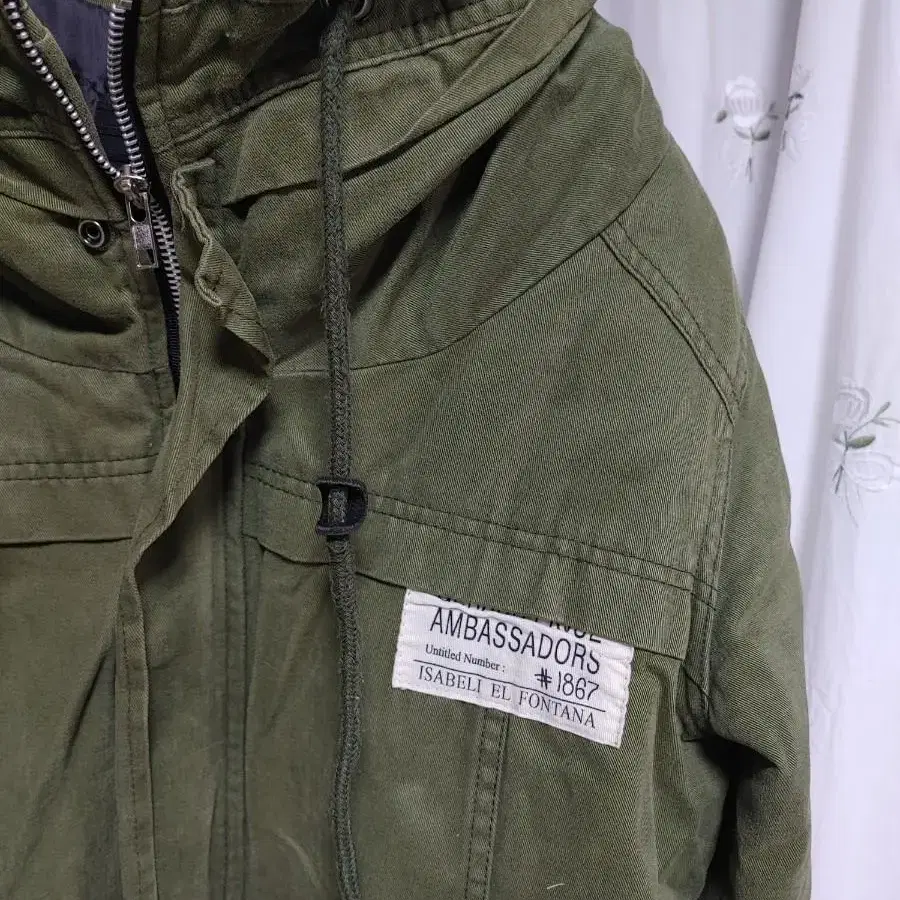 AMBASSADORS
Untitled Number :
#1867
ISABELI EL FONTANA